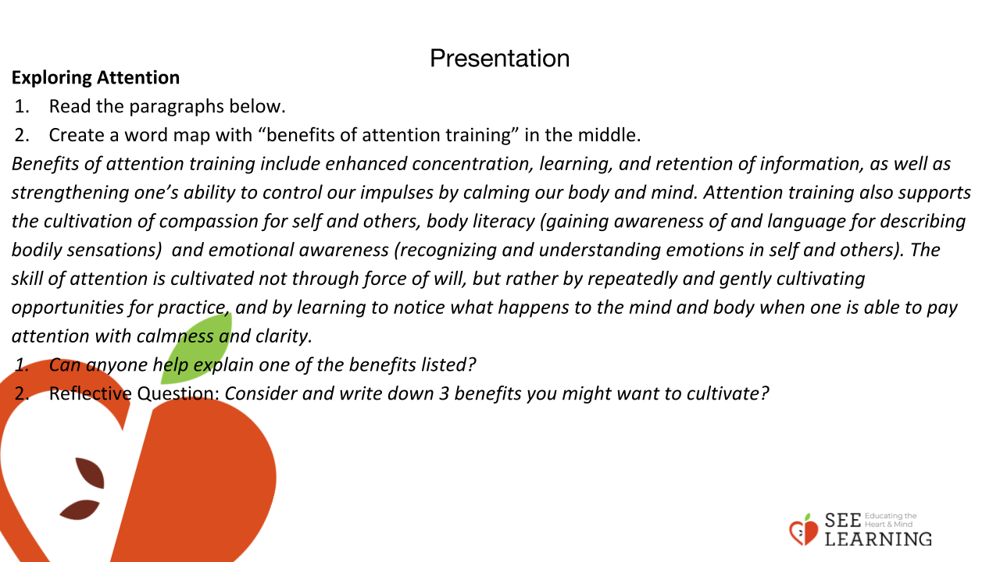 Presentation
Exploring Attention
1. Read the paragraphs below.
2. Create a word map with “benefits of attention training” in the middle.
Benefits of attention training include enhanced concentration, learning, and retention of information, as well as
strengthening one’s ability to control our impulses by calming our body and mind. Attention training also supports
the cultivation of compassion for self and others, body literacy (gaining awareness of and language for describing
bodily sensations)  and emotional awareness (recognizing and understanding emotions in self and others). The
skill of attention is cultivated not through force of will, but rather by repeatedly and gently cultivating
opportunities for practice, and by learning to notice what happens to the mind and body when one is able to pay
attention with calmness and clarity.
1. Can anyone help explain one of the benefits listed?
2. Reflective Question: Consider and write down 3 benefits you might want to cultivate?
SEE Educating the
Heart & Mind
LEARNING